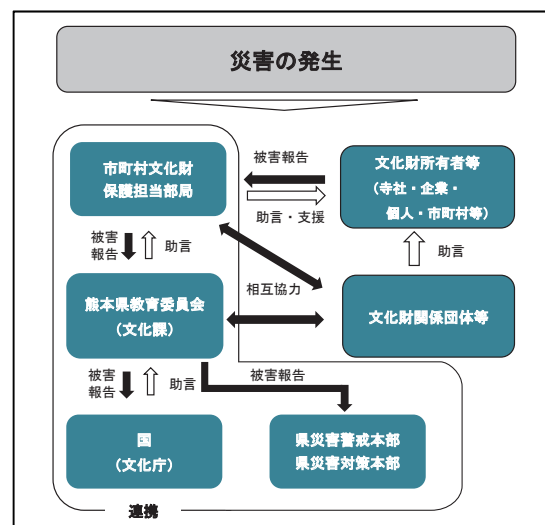 災害の発生
市町村文化財
保護担当部局
被害報告
助言・支援
文化財所有者等
(寺社・企業・
個人・市町村等)
被害
報告
助言
助言
相互協力
熊本県教育委員会
(文化課)
文化財関係団体等
被害
報告
助言
被害報告
国
(文化庁)
県災害警戒本部
県災害対策本部
連携